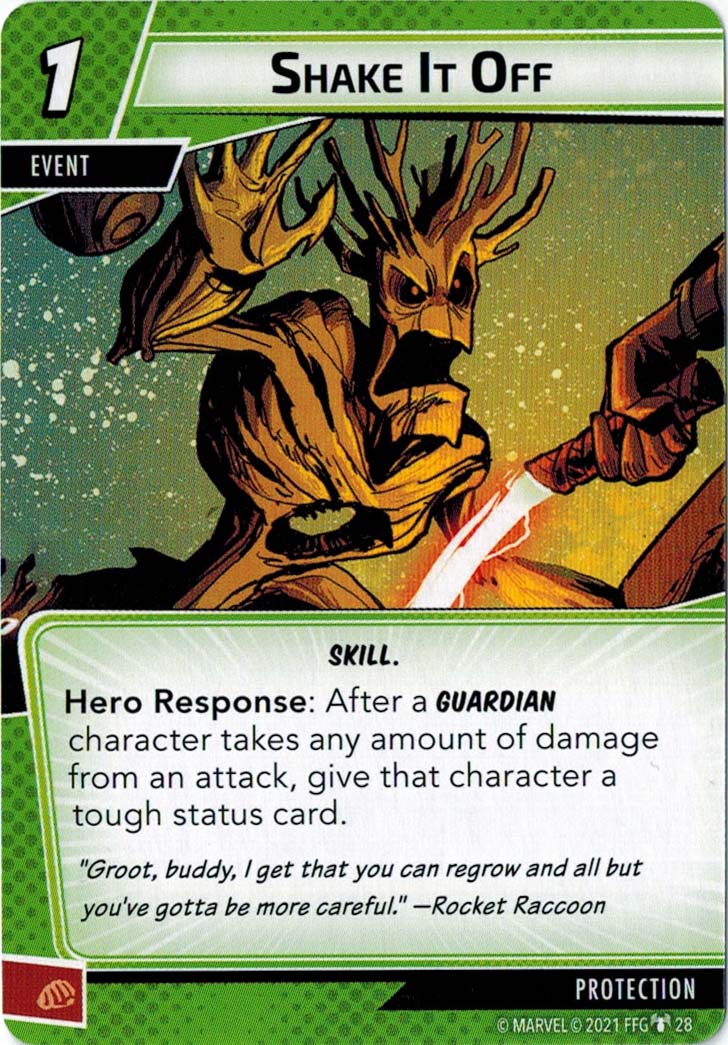 1
SHAKE IT OFF
EVENT
SKILL.
Hero Response: After a GUARDIAN
character takes any amount of damage
from an attack, give that character a
tough status card.
"Groot, buddy, I get that you can regrow and all but
you've gotta be more careful." —Rocket Raccoon
PROTECTION
© MARVEL © 2021 FFG 28